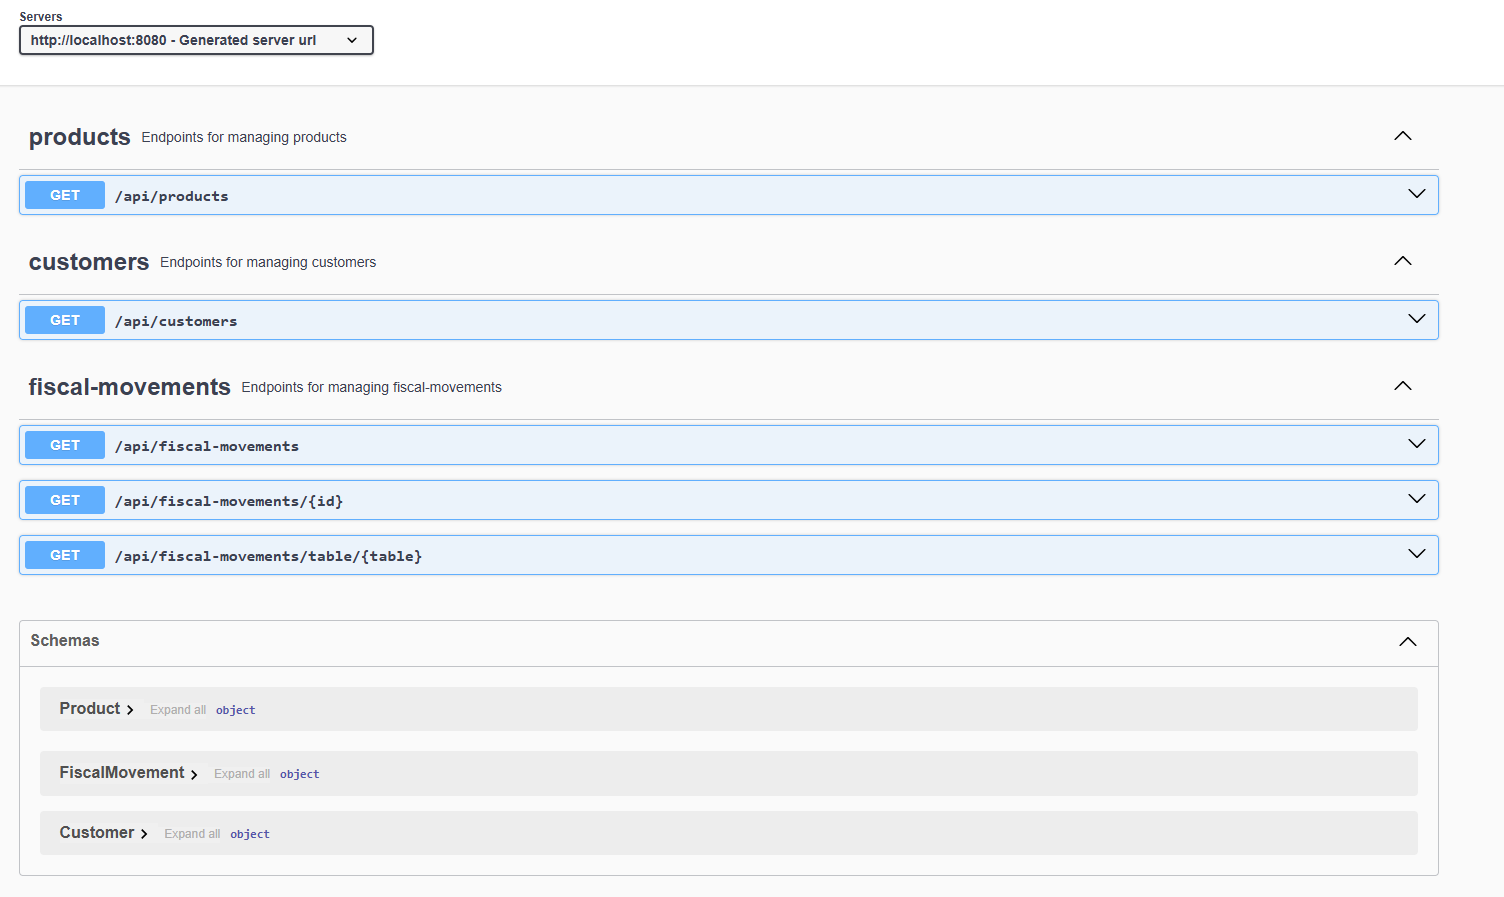 Servers
http://localhost:8080 - Generated server url
products Endpoints for managing products
GET /api/products
customers Endpoints for managing customers
GET /api/customers
fiscal-movements Endpoints for managing fiscal-movements
GET /api/fiscal-movements
GET /api/fiscal-movements/{id}
GET /api/fiscal-movements/table/{table}
Schemas
Product Expand all object
FiscalMovement Expand all object
Customer Expand all object